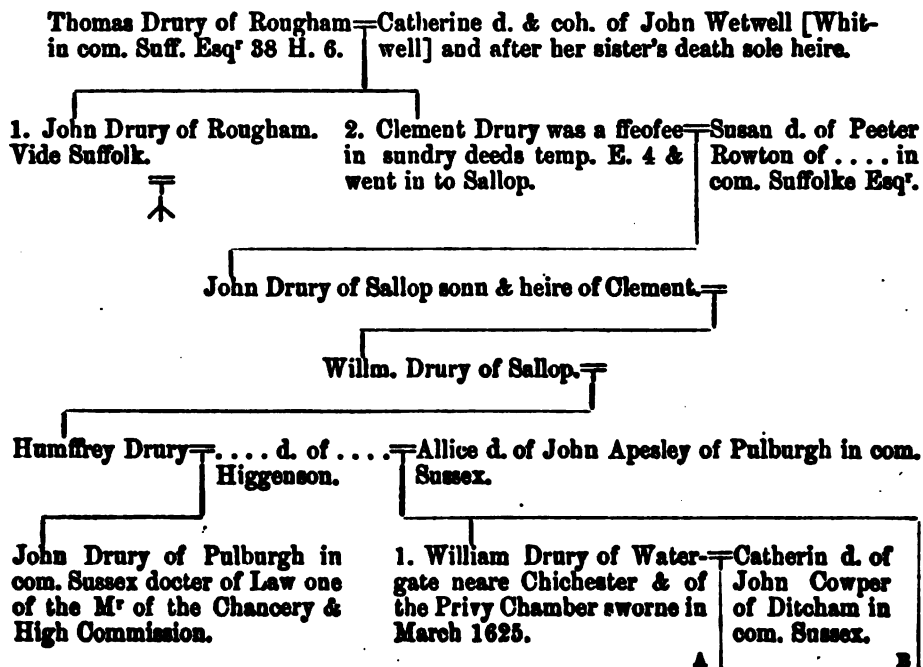 Thomas Drury of Rougham
in com. Suff. Esqʳ 38 H. 6.
Catherine d. & coh. of John Wetwell [Whit-
well] and after her sister's death sole heire.
1. John Drury of Rougham.
Vide Suffolk.
2. Clement Drury was a ffeofee
in sundry deeds temp. E. 4 &
went in to Sallop.
Susan d. of Peeter
Rowton of .... in
com. Suffolke Esqʳ.
John Drury of Sallop sonn & heire of Clement.
Willm. Drury of Sallop.
Humffrey Drury
.... d. of ....
Higgenson.
Allice d. of John Apesley of Pulburgh in com.
Sussex.
John Drury of Pulburgh in
com. Sussex docter of Law one
of the Mʳ of the Chancery &
High Commission.
1. William Drury of Water-
gate neare Chichester & of
the Privy Chamber sworne in
March 1625.
Catherin d. of
John Cowper
of Ditcham in
com. Sussex.
A
B